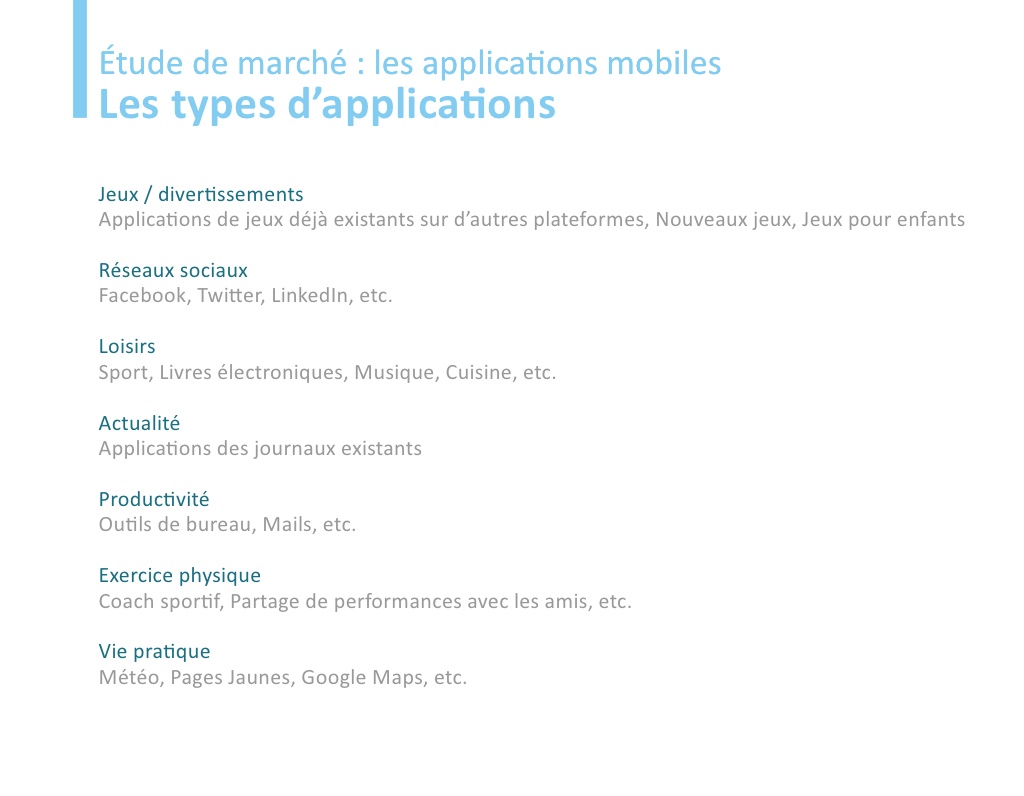 Étude de marché : les applications mobiles
Les types d’applications
Jeux / divertissements
Applications de jeux déjà existants sur d’autres plateformes, Nouveaux jeux, Jeux pour enfants
Réseaux sociaux
Facebook, Twitter, LinkedIn, etc.
Loisirs
Sport, Livres électroniques, Musique, Cuisine, etc.
Actualité
Applications des journaux existants
Productivité
Outils de bureau, Mails, etc.
Exercice physique
Coach sportif, Partage de performances avec les amis, etc.
Vie pratique
Météo, Pages Jaunes, Google Maps, etc.